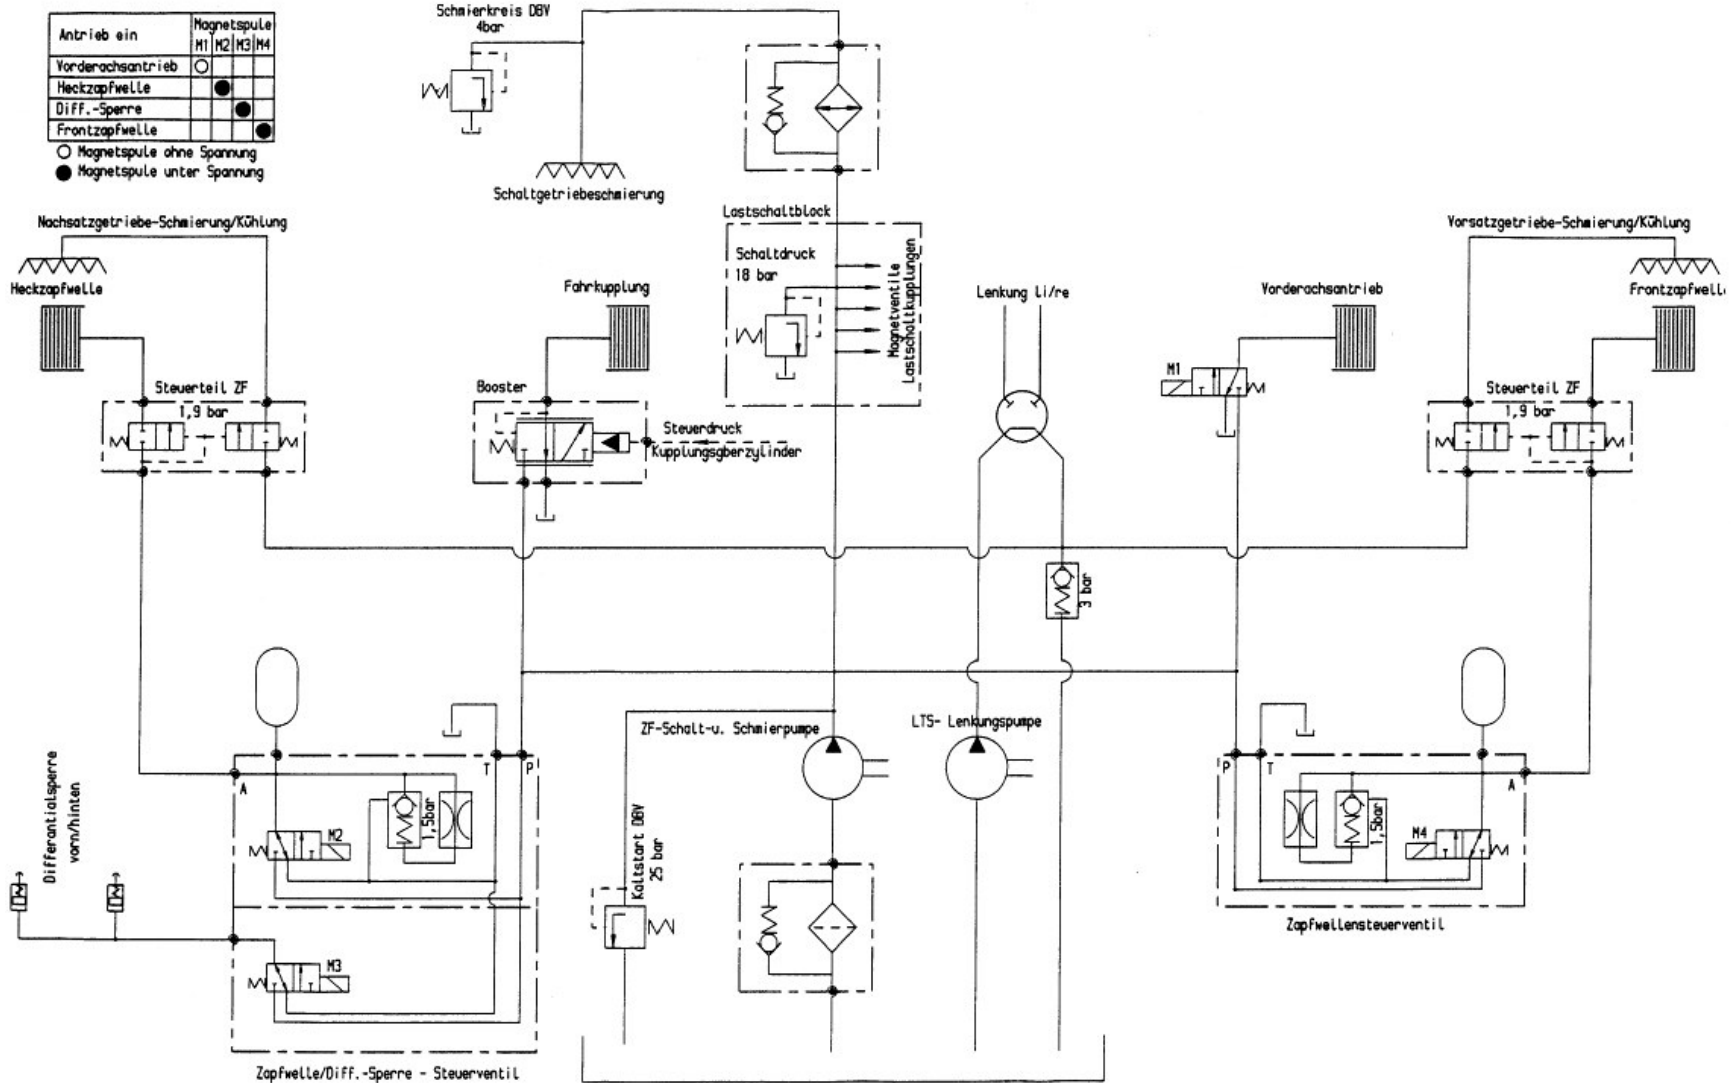 Antrieb ein
Magnetspule
M1 M2 M3 M4
Vorderachsantrieb
Heckzapfwelle
Diff.-Sperre
Frontzapfwelle
Magnetspule ohne Spannung
Magnetspule unter Spannung
Schmierkreis DBV
4bar
Schaltgetriebeschmierung
Nachsatzgetriebe-Schmierung/Kühlung
Heckzapfwelle
Steuerteil ZF
1,9 bar
Fahrkupplung
Booster
Steuerdruck
Kupplungsgberzylinder
Lastschaltblock
Schaltdruck
18 bar
Magnetventile
Lastschaltkupplungen
Lenkung li/re
Vorderachsantrieb
M1
Vorsatzgetriebe-Schmierung/Kühlung
Frontzapfwell
Steuerteil ZF
1,9 bar
3 bar
ZF-Schalt-u. Schmierpumpe
LTS- Lenkungspumpe
Kaltstart DBV
25 bar
Differantialsperre
vorn/hinten
A
T
P
M2
1,5bar
M3
Zapfwelle/Diff.-Sperre - Steuerventil
P
T
A
1,5bar
M4
Zapfwellensteuerventil